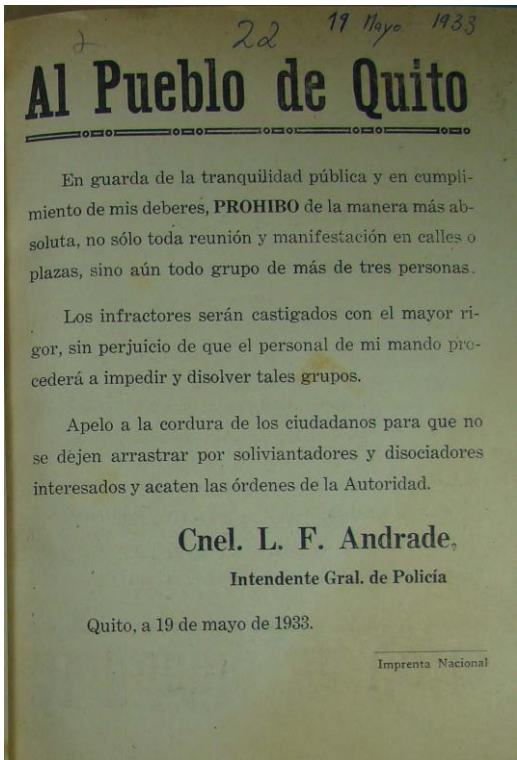 2 22 19 Mayo 1933
Al Pueblo de Quito
En guarda de la tranquilidad pública y en cumpli-
miento de mis deberes, PROHIBO de la manera más ab-
soluta, no sólo toda reunión y manifestación en calles o
plazas, sino aún todo grupo de más de tres personas.
Los infractores serán castigados con el mayor ri-
gor, sin perjuicio de que el personal de mi mando pro-
cederá a impedir y disolver tales grupos.
Apelo a la cordura de los ciudadanos para que no
se dejen arrastrar por soliviantadores y disociadores
interesados y acaten las órdenes de la Autoridad.
Cnel. L. F. Andrade,
Intendente Gral. de Policía
Quito, a 19 de mayo de 1933.
Imprenta Nacional